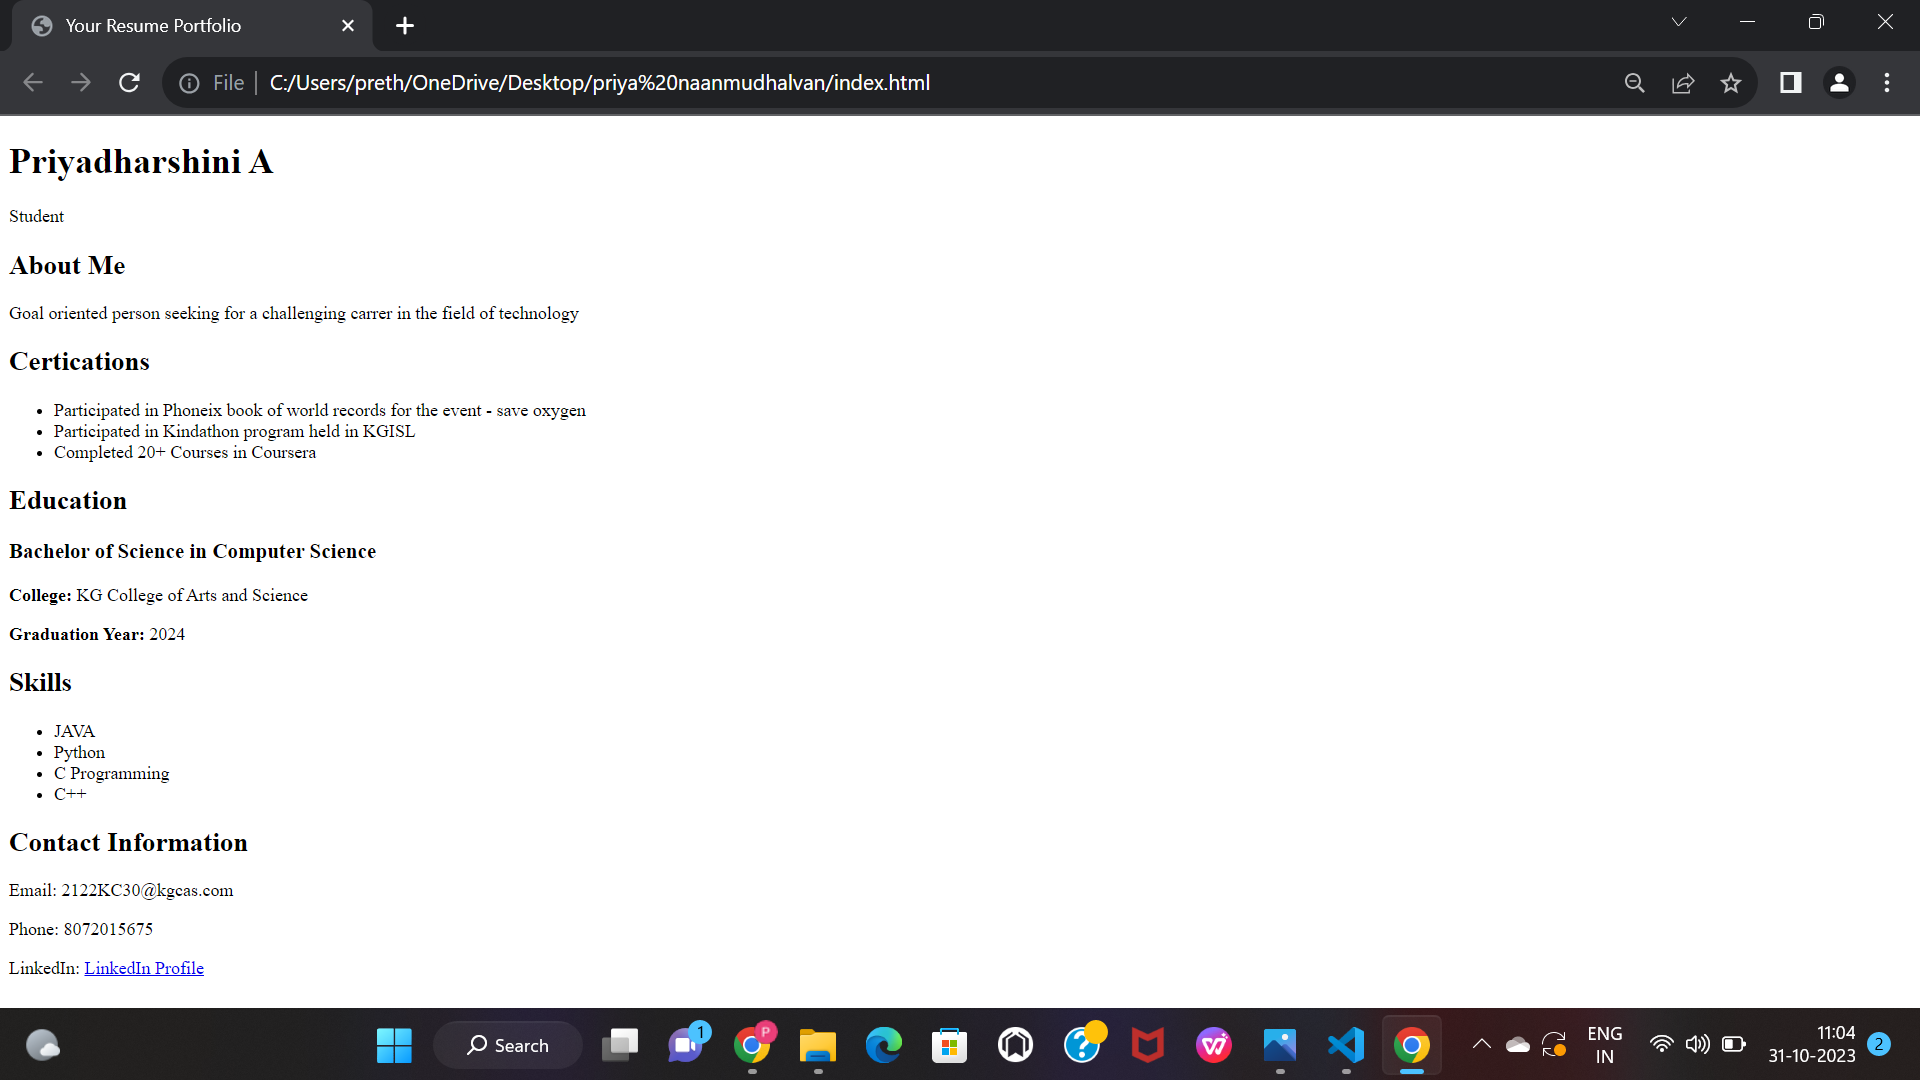 Your Resume Portfolio
File
C:/Users/preth/OneDrive/Desktop/priya%20naanmudhalvan/index.html
Priyadharshini A
Student
About Me
Goal oriented person seeking for a challenging carrer in the field of technology
Certications
Participated in Phoneix book of world records for the event - save oxygen
Participated in Kindathon program held in KGISL
Completed 20+ Courses in Coursera
Education
Bachelor of Science in Computer Science
College: KG College of Arts and Science
Graduation Year: 2024
Skills
JAVA
Python
C Programming
C++
Contact Information
Email: 2122KC30@kgcas.com
Phone: 8072015675
LinkedIn: LinkedIn Profile
Search
1
P
ENG
IN
11:04
31-10-2023
2